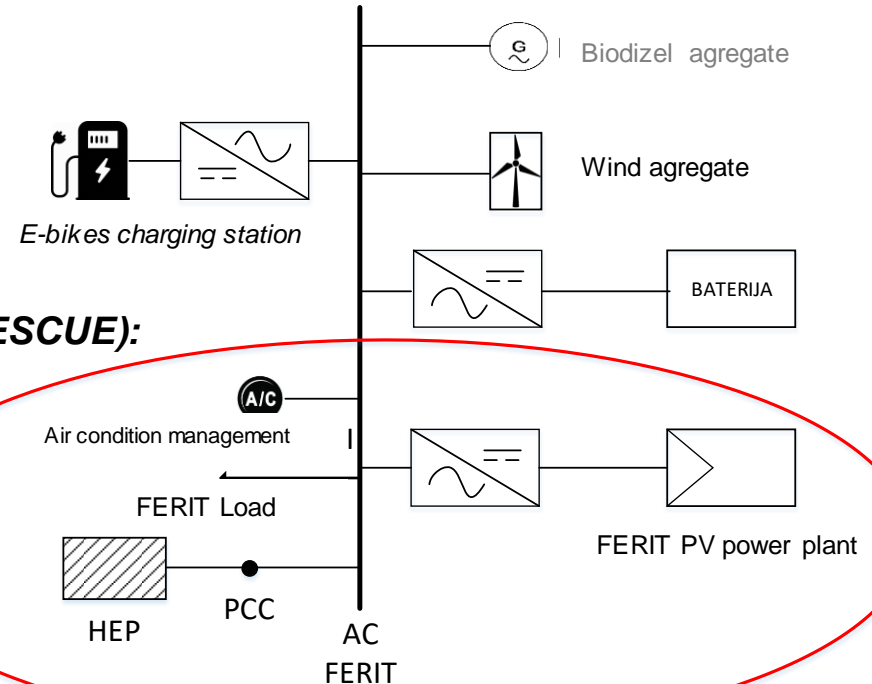 G
Biodizel agregate
Wind agregate
E-bikes charging station
BATERIJA
ESCUE):
A/C
Air condition management
FERIT Load
FERIT PV power plant
HEP
PCC
AC
FERIT